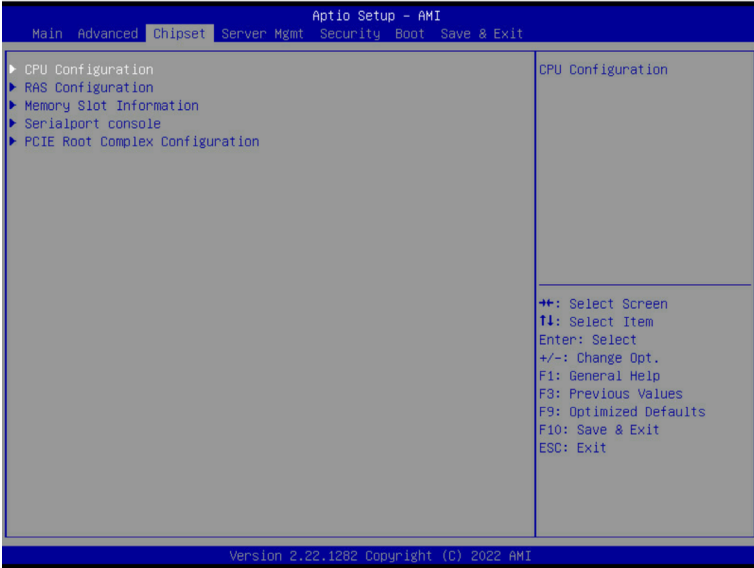 Aptio Setup – AMI
Main Advanced Chipset Server Mgmt Security Boot Save & Exit
▶ CPU Configuration
▶ RAS Configuration
▶ Memory Slot Information
▶ Serialport console
▶ PCIE Root Complex Configuration
CPU Configuration
→←: Select Screen
↑↓: Select Item
Enter: Select
+/-: Change Opt.
F1: General Help
F3: Previous Values
F9: Optimized Defaults
F10: Save & Exit
ESC: Exit
Version 2.22.1282 Copyright (C) 2022 AMI